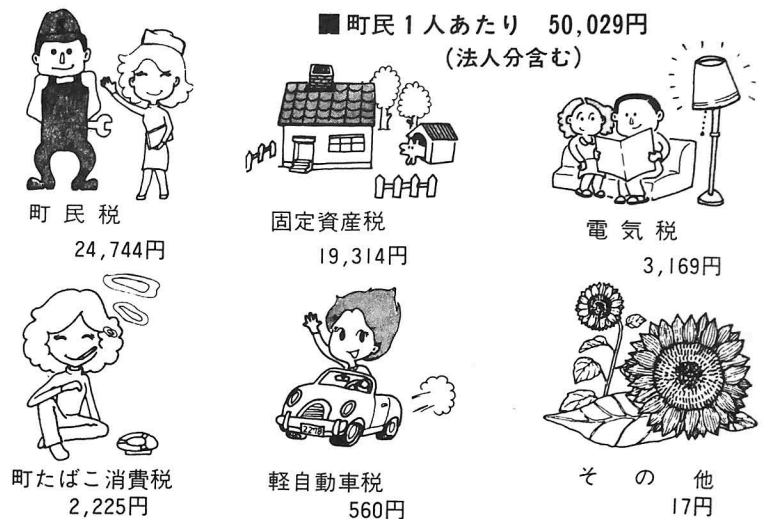 ■町民1人あたり 50,029円
(法人分含む)
町民税
24,744円
固定資産税
19,314円
電気税
3,169円
町たばこ消費税
2,225円
軽自動車税
560円
その他
17円